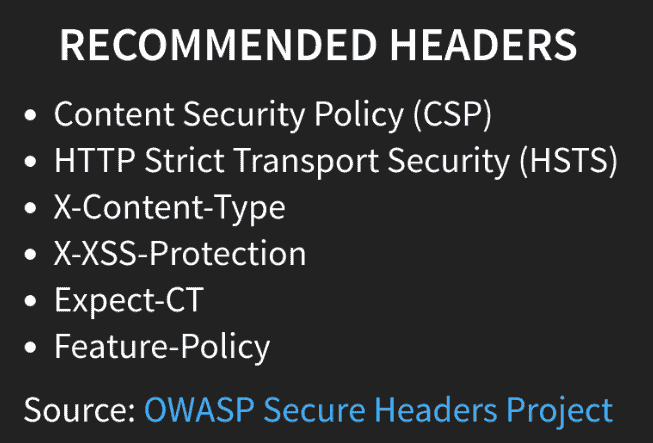 RECOMMENDED HEADERS
• Content Security Policy (CSP)
• HTTP Strict Transport Security (HSTS)
• X-Content-Type
• X-XSS-Protection
• Expect-CT
• Feature-Policy
Source: OWASP Secure Headers Project